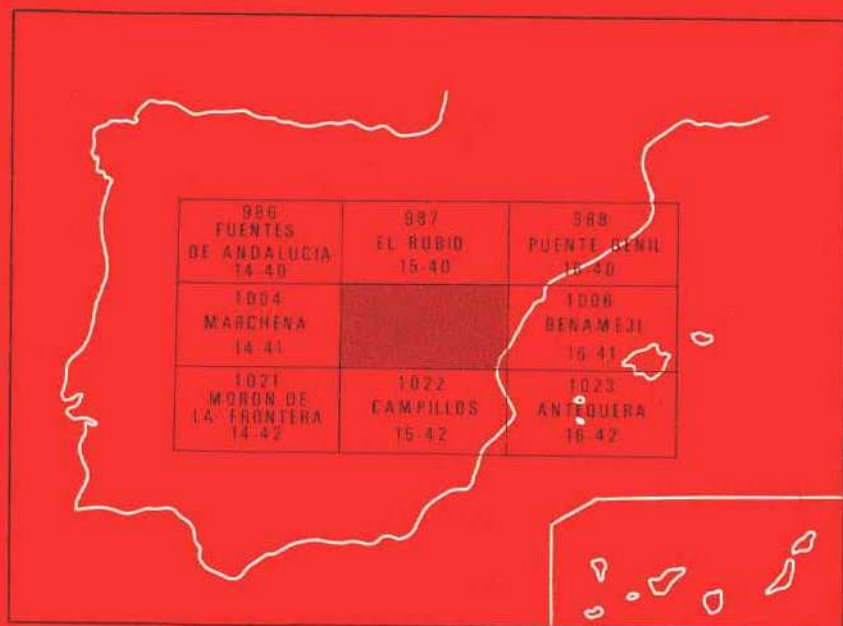 986
FUENTES
DE ANDALUCIA
14-40
987
EL RUBIO
15-40
988
PUENTE GENIL
16-40
1004
MARCHENA
14-41
1006
BENAMEJI
16-41
1021
MORON DE
LA FRONTERA
14-42
1022
CAMPILLOS
15-42
1023
ANTEQUERA
16-42